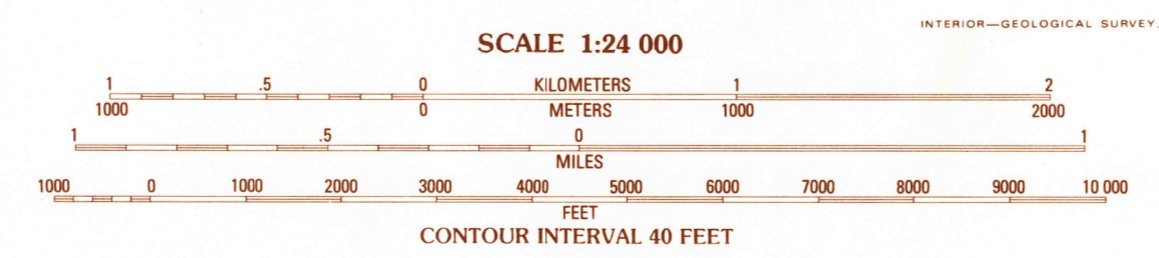 INTERIOR—GEOLOGICAL SURVEY.
SCALE 1:24 000
1 .5 0 KILOMETERS 1 2
1000 0 METERS 1000 2000
1 .5 0 1
MILES
1000 0 1000 2000 3000 4000 5000 6000 7000 8000 9000 10 000
FEET
CONTOUR INTERVAL 40 FEET